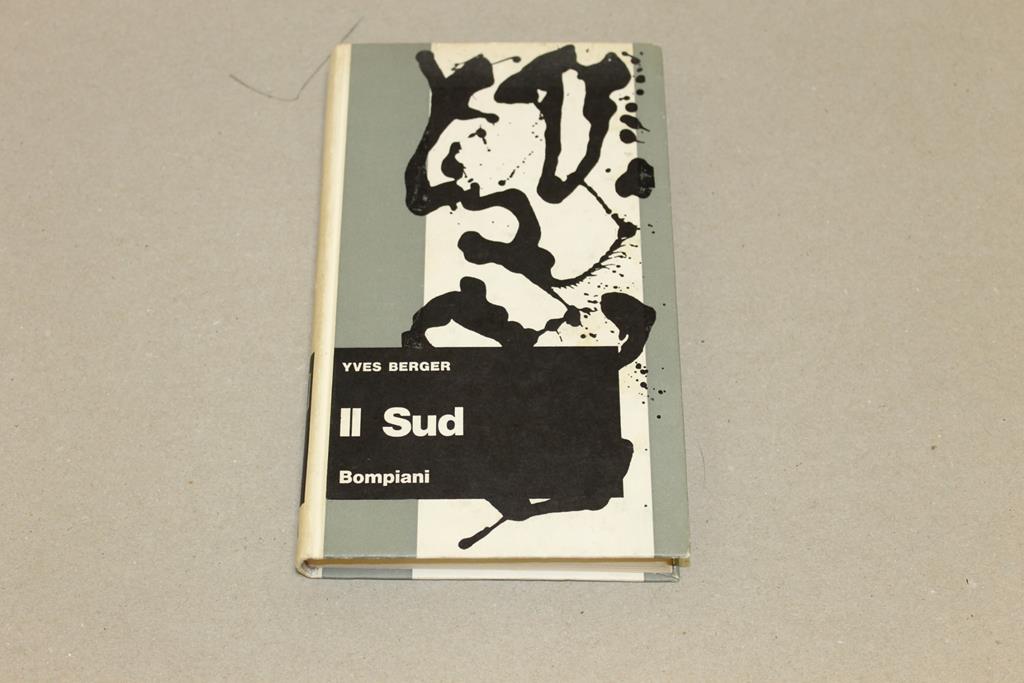 YVES BERGER
Il Sud
Bompiani